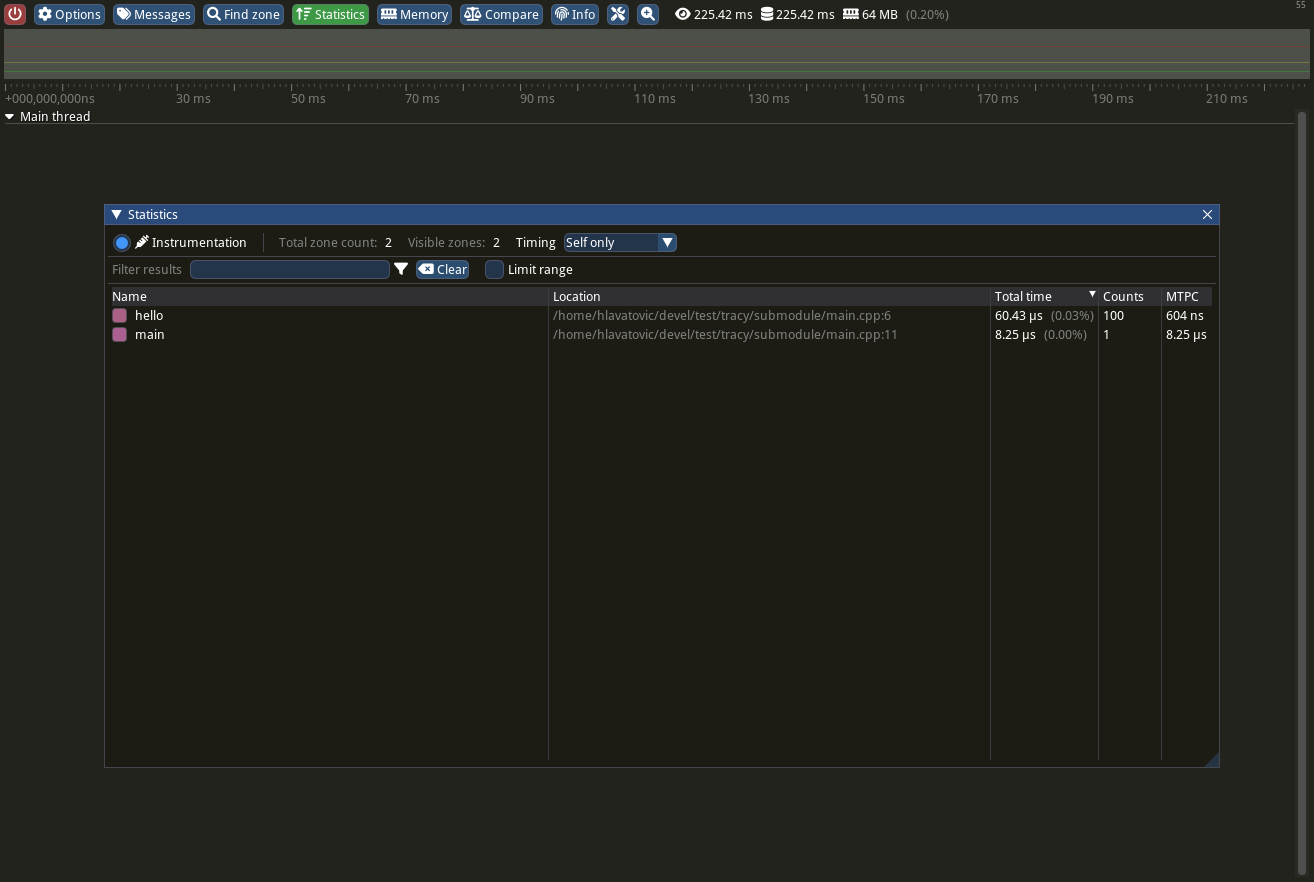 Options Messages Find zone Statistics Memory Compare Info 225.42 ms 225.42 ms 64 MB (0.20%) 55
+000,000,000ns 30 ms 50 ms 70 ms 90 ms 110 ms 130 ms 150 ms 170 ms 190 ms 210 ms
Main thread
Statistics
Instrumentation Total zone count: 2 Visible zones: 2 Timing Self only
Filter results Clear Limit range
Name Location Total time Counts MTPC
hello /home/hlavatovic/devel/test/tracy/submodule/main.cpp:6 60.43 µs (0.03%) 100 604 ns
main /home/hlavatovic/devel/test/tracy/submodule/main.cpp:11 8.25 µs (0.00%) 1 8.25 µs